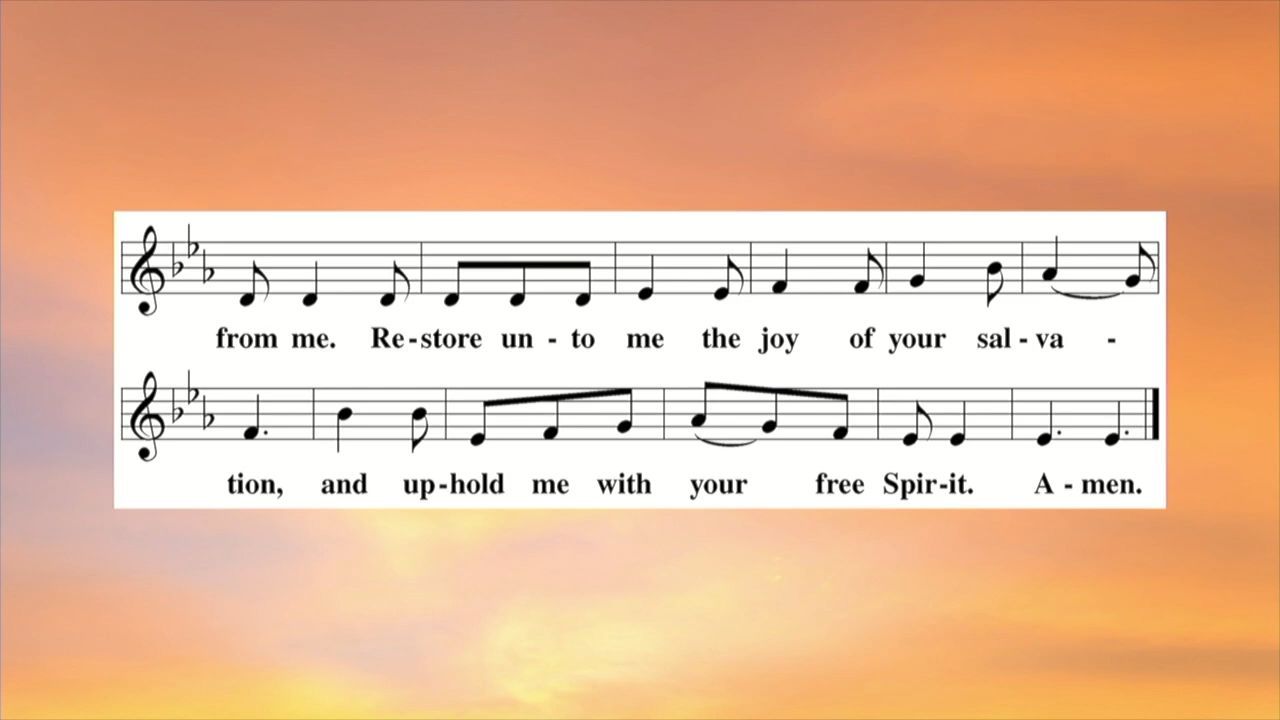 from me. Re-store un - to me the joy of your sal - va -
tion, and up-hold me with your free Spir-it. A - men.